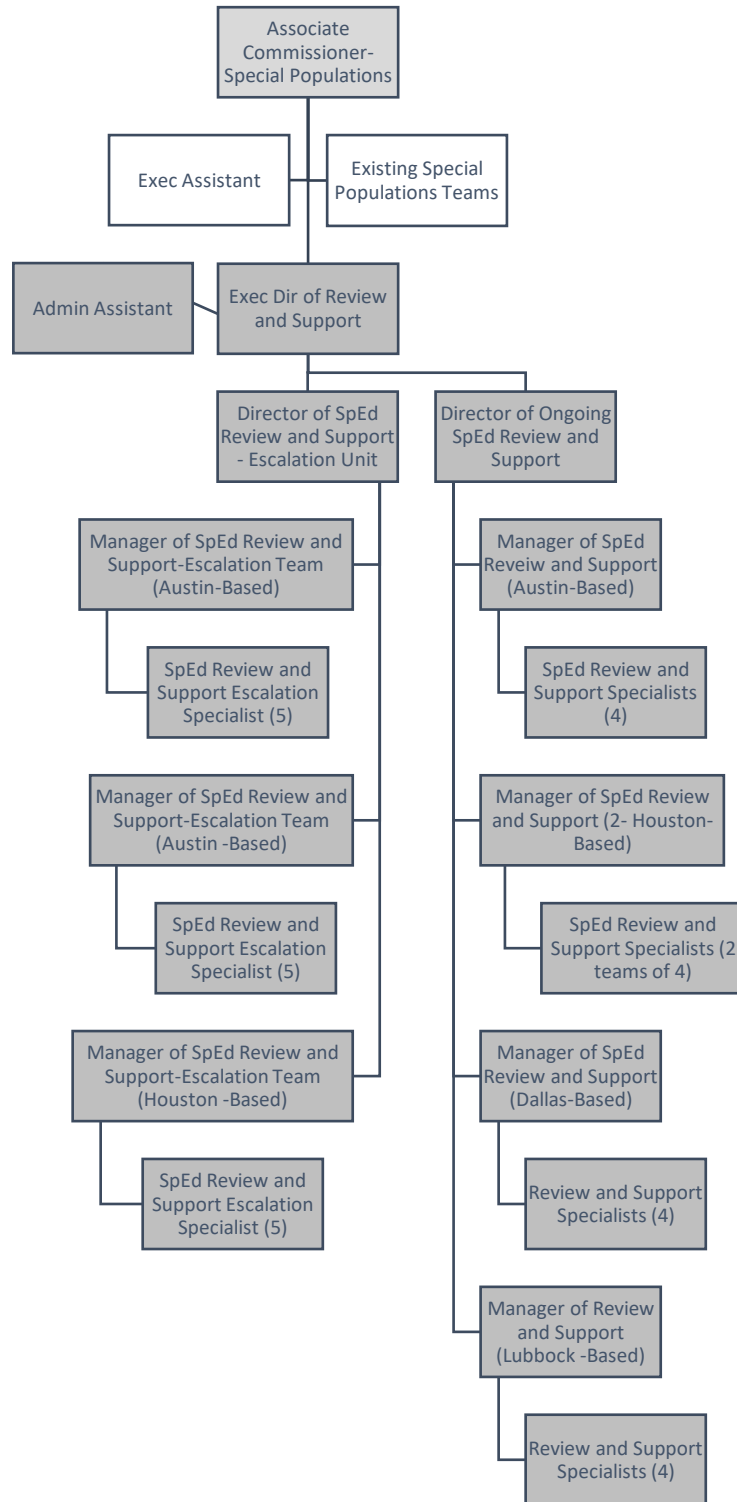 Associate
Commissioner-
Special Populations
Exec Assistant
Existing Special
Populations Teams
Admin Assistant
Exec Dir of Review
and Support
Director of SpEd
Review and Support
- Escalation Unit
Director of Ongoing
SpEd Review and
Support
Manager of SpEd Review and
Support-Escalation Team
(Austin-Based)
SpEd Review and
Support Escalation
Specialist (5)
Manager of SpEd Review and
Support-Escalation Team
(Austin -Based)
SpEd Review and
Support Escalation
Specialist (5)
Manager of SpEd Review and
Support-Escalation Team
(Houston -Based)
SpEd Review and
Support Escalation
Specialist (5)
Manager of SpEd
Reveiw and Support
(Austin-Based)
SpEd Review and
Support Specialists
(4)
Manager of SpEd Review
and Support (2- Houston-
Based)
SpEd Review and
Support Specialists (2
teams of 4)
Manager of SpEd
Review and Support
(Dallas-Based)
Review and Support
Specialists (4)
Manager of Review
and Support
(Lubbock -Based)
Review and Support
Specialists (4)